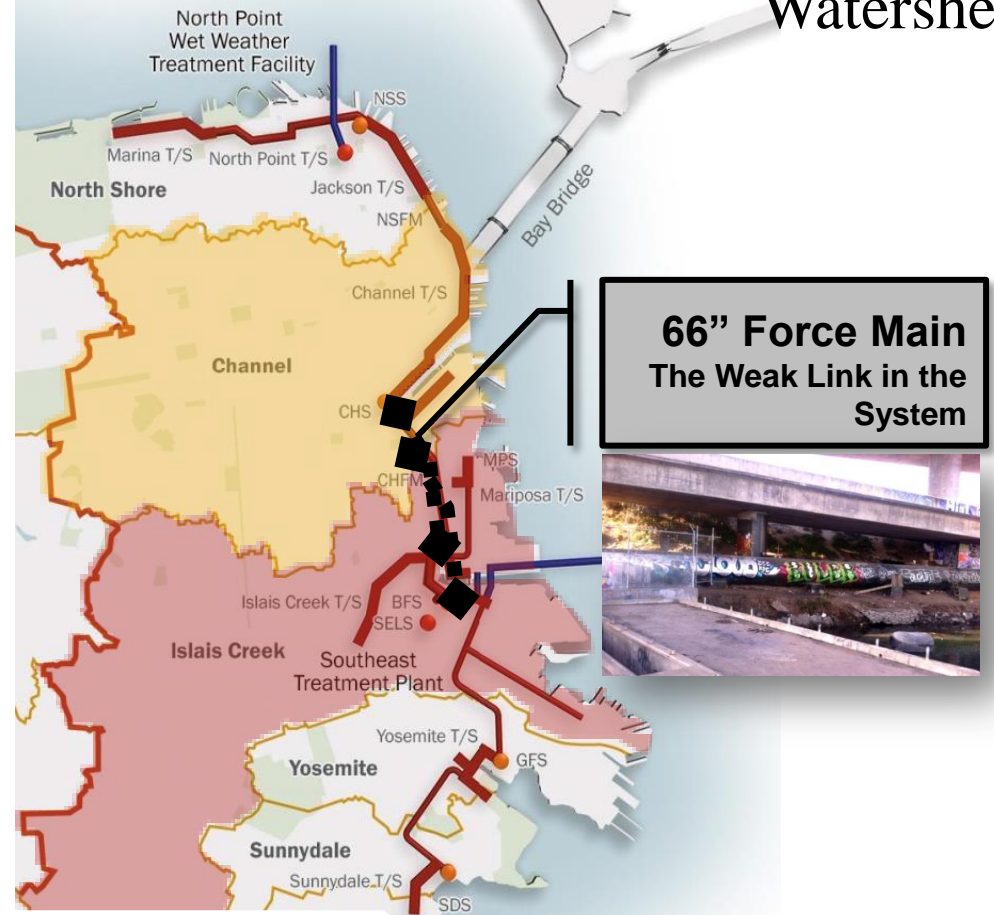 Watershe
North Point
Wet Weather
Treatment Facility
NSS
Marina T/S
North Point T/S
Jackson T/S
North Shore
NSFM
Bay Bridge
Channel T/S
66” Force Main
The Weak Link in the
System
Channel
CHS
MPS
CHFM
Mariposa T/S
Islais Creek T/S
BFS
SELS
Islais Creek
Southeast
Treatment Plant
Yosemite T/S
GFS
Yosemite
Sunnydale
Sunnydale T/S
SDS